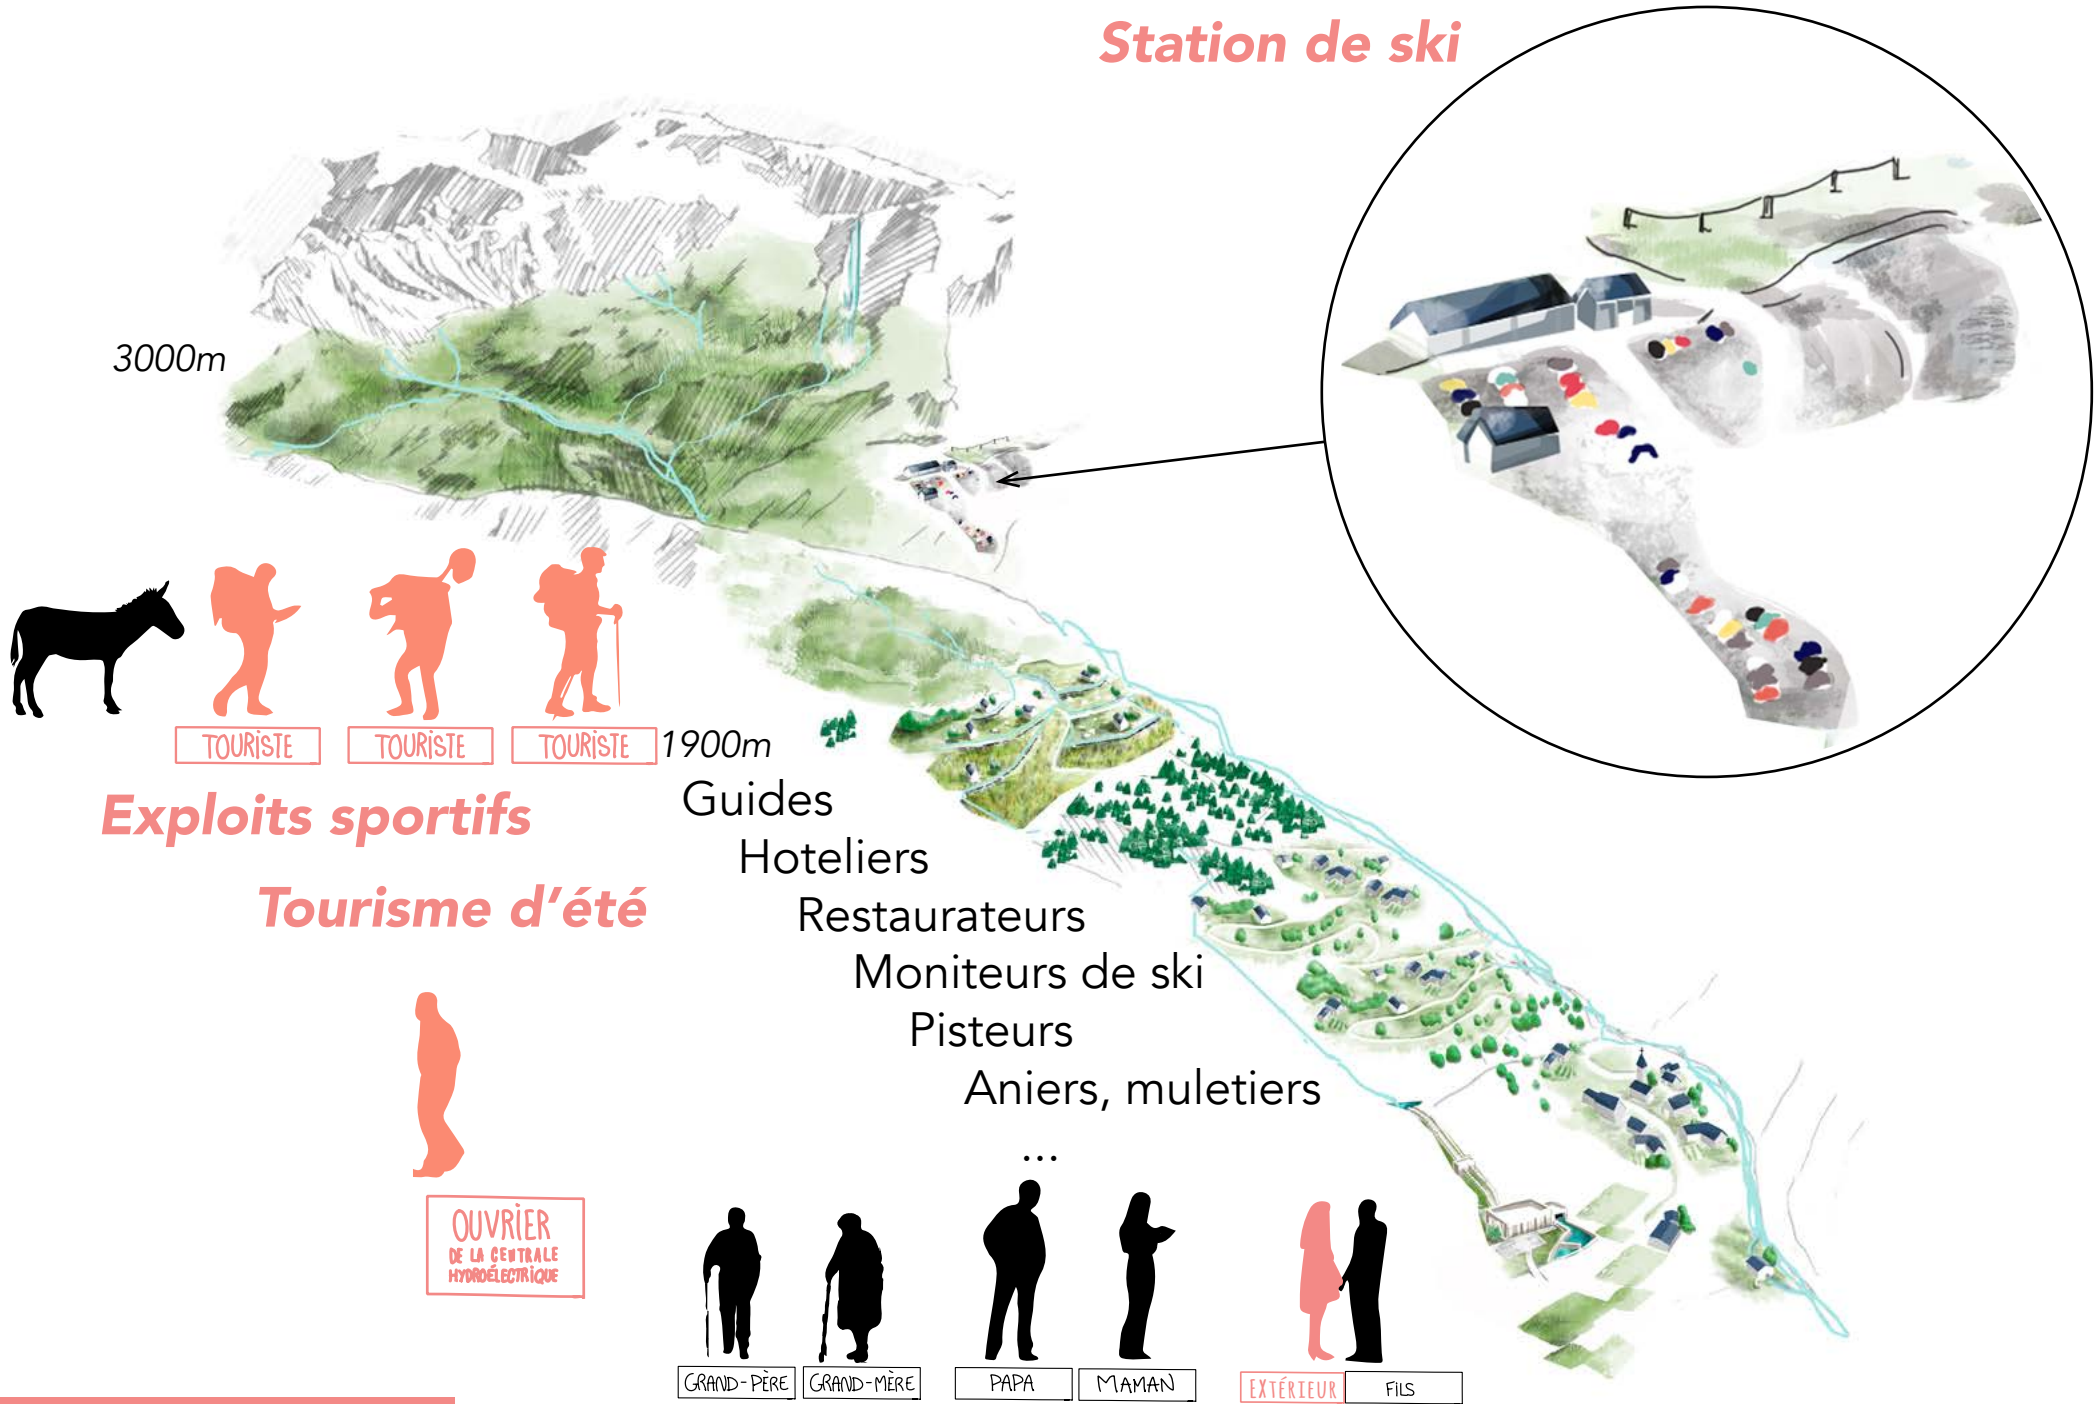 Station de ski
3000m
TOURISTE
TOURISTE
TOURISTE
1900m
Exploits sportifs
Tourisme d'été
Guides
Hoteliers
Restaurateurs
Moniteurs de ski
Pisteurs
Aniers, muletiers
...
OUVRIER
DE LA CENTRALE
HYDROÉLECTRIQUE
GRAND-PÈRE
GRAND-MÈRE
PAPA
MAMAN
EXTÉRIEUR
FILS